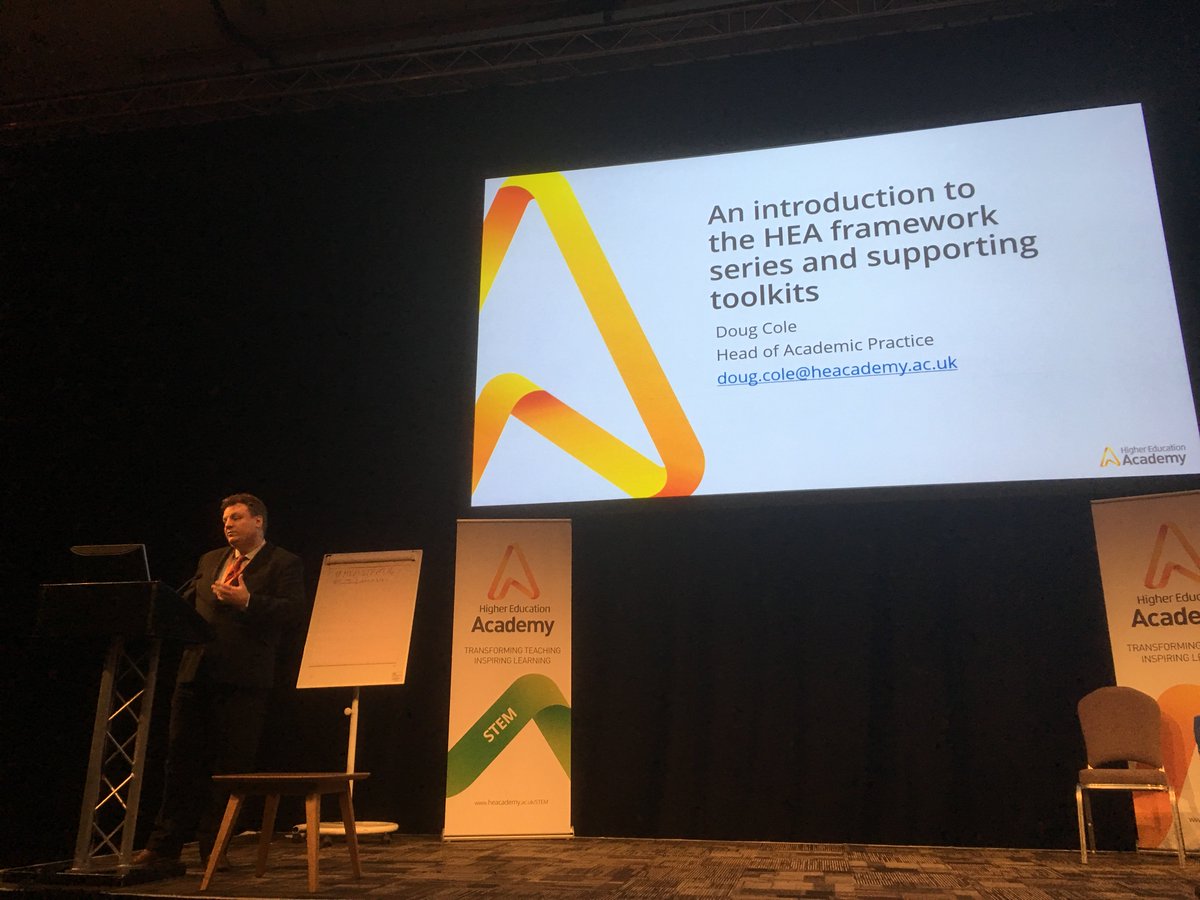 An introduction to
the HEA framework
series and supporting
toolkits
Doug Cole
Head of Academic Practice
doug.cole@heacademy.ac.uk
Higher Education
Academy
Higher Education
Academy
TRANSFORMING TEACHING
INSPIRING LEARNING
STEM
www.heacademy.ac.uk/STEM
Higher Education
Acade
TRANSFORMING
INSPIRING